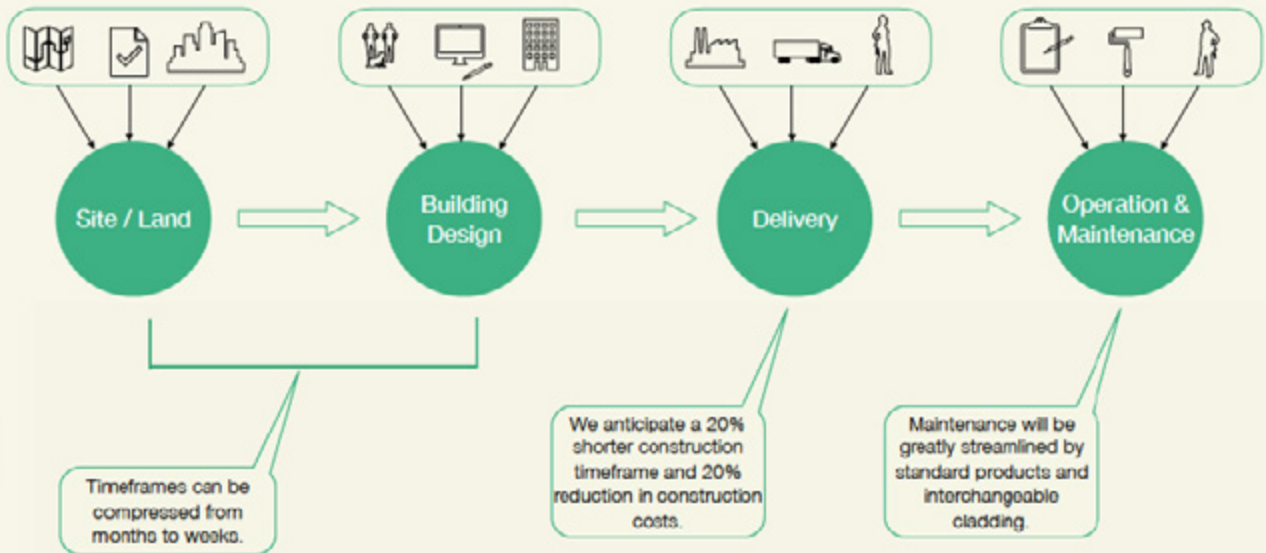 Site / Land
Building
Design
Delivery
Operation &
Maintenance
Timeframes can be
compressed from
months to weeks.
We anticipate a 20%
shorter construction
timeframe and 20%
reduction in construction
costs.
Maintenance will be
greatly streamlined by
standard products and
interchangeable
cladding.